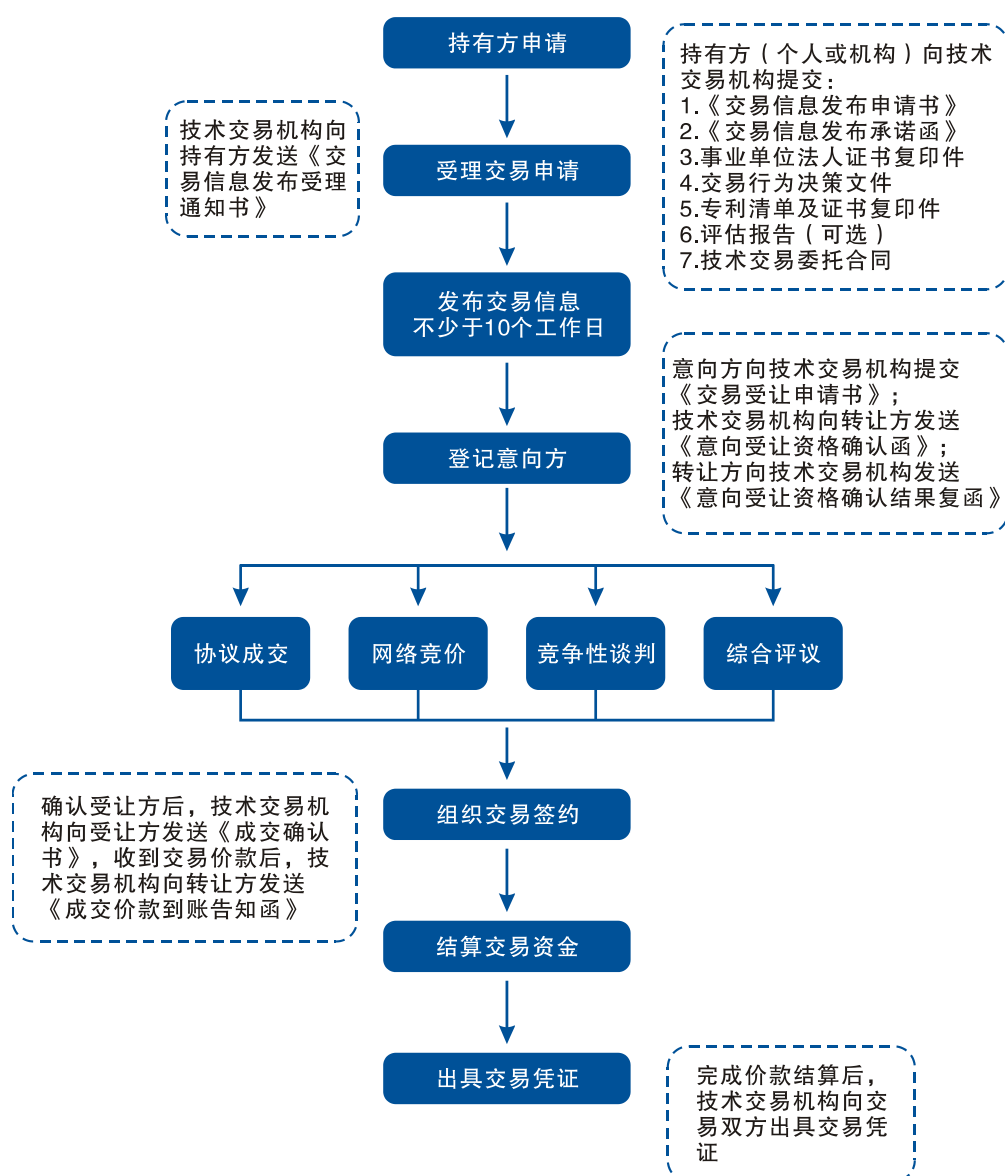 持有方申请
持有方（个人或机构）向技术
交易机构提交：
1.《交易信息发布申请书》
2.《交易信息发布承诺函》
3.事业单位法人证书复印件
4.交易行为决策文件
5.专利清单及证书复印件
6.评估报告（可选）
7.技术交易委托合同
技术交易机构向
持有方发送《交
易信息发布受理
通知书》
受理交易申请
发布交易信息
不少于10个工作日
意向方向技术交易机构提交
《交易受让申请书》；
技术交易机构向转让方发送
《意向受让资格确认函》；
转让方向技术交易机构发送
《意向受让资格确认结果复函》
登记意向方
协议成交
网络竞价
竞争性谈判
综合评议
组织交易签约
确认受让方后，技术交易机
构向受让方发送《成交确认
书》，收到交易价款后，技
术交易机构向转让方发送
《成交价款到账告知函》
结算交易资金
出具交易凭证
完成价款结算后，
技术交易机构向交
易双方出具交易凭
证